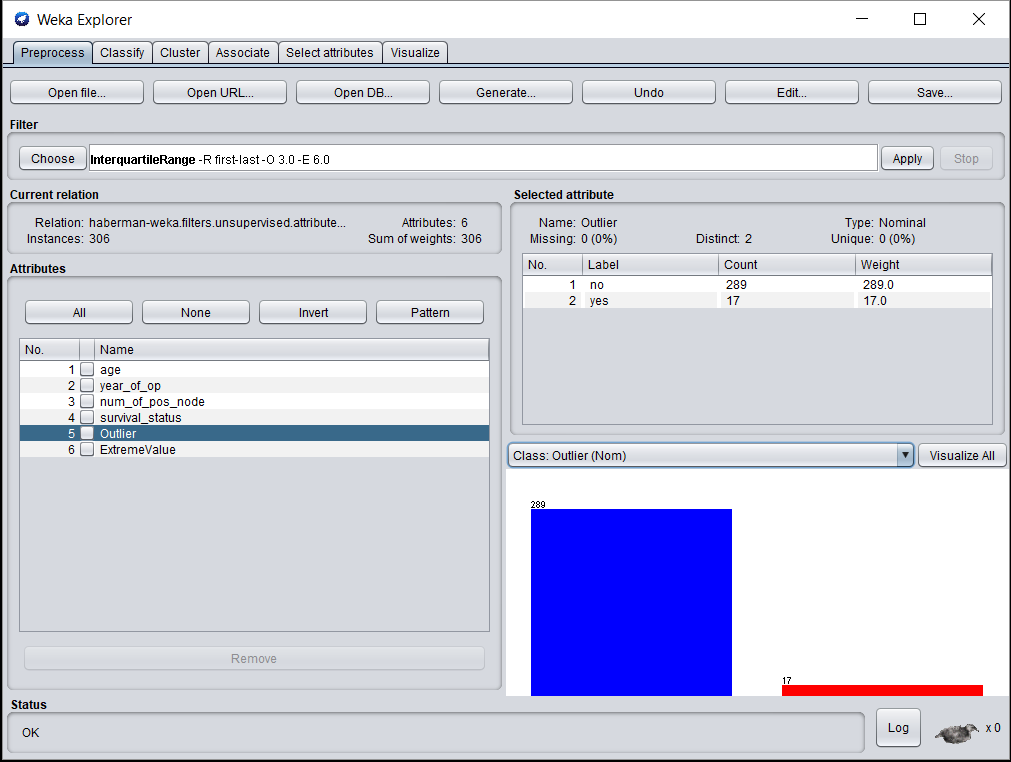 Weka Explorer
Preprocess Classify Cluster Associate Select attributes Visualize
Open file... Open URL... Open DB... Generate... Undo Edit... Save...
Filter
Choose InterquartileRange -R first-last -O 3.0 -E 6.0 Apply Stop
Current relation
Relation: haberman-weka.filters.unsupervised.attribute... Attributes: 6
Instances: 306 Sum of weights: 306
Attributes
All None Invert Pattern
No. Name
1 age
2 year_of_op
3 num_of_pos_node
4 survival_status
5 Outlier
6 ExtremeValue
Remove
Selected attribute
Name: Outlier Type: Nominal
Missing: 0 (0%) Distinct: 2 Unique: 0 (0%)
No. Label Count Weight
1 no 289 289.0
2 yes 17 17.0
Class: Outlier (Nom) Visualize All
289
17
Status
OK
Log x 0